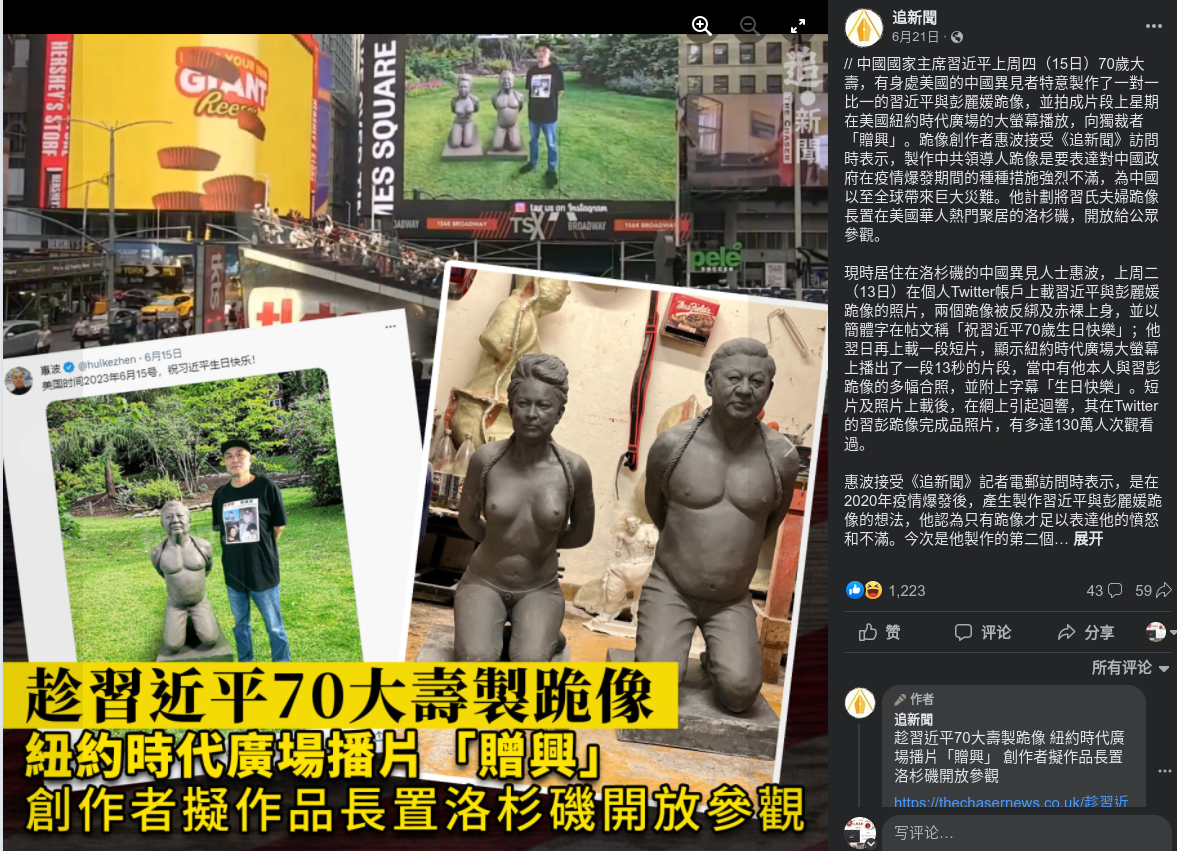 HERSHEY'S STORE
YOUR OWN
GIANT
Reese's
MES SQUARE
追新聞
THE CHASER
tag us on Instagram
ADWAY
1568 BROADWAY
TSX
BROADWAY
1568 BROADWAY
pelé
SOCCER
惠波 @hulkezhen · 6月15日
美国时间2023年6月15号,祝习近平生日快乐!
Mrs. Fields
趁習近平70大壽製跪像
紐約時代廣場播片「贈興」
創作者擬作品長置洛杉磯開放參觀
追新聞
6月21日 ·
// 中國國家主席習近平上周四（15日）70歲大
壽，有身處美國的中國異見者特意製作了一對一
比一的習近平與彭麗媛跪像，並拍成片段上星期
在美國紐約時代廣場的大螢幕播放，向獨裁者
「贈興」。跪像創作者惠波接受《追新聞》訪問
時表示，製作中共領導人跪像是要表達對中國政
府在疫情爆發期間的種種措施強烈不滿，為中國
以至全球帶來巨大災難。他計劃將習氏夫婦跪像
長置在美國華人熱門聚居的洛杉磯，開放給公眾
參觀。
現時居住在洛杉磯的中國異見人士惠波，上周二
（13日）在個人Twitter帳戶上載習近平與彭麗媛
跪像的照片，兩個跪像被反綁及赤裸上身，並以
簡體字在帖文稱「祝習近平70歲生日快樂」；他
翌日再上載一段短片，顯示紐約時代廣場大螢幕
上播出了一段13秒的片段，當中有他本人與習彭
跪像的多幅合照，並附上字幕「生日快樂」。短
片及照片上載後，在網上引起迴響，其在Twitter
的習彭跪像完成品照片，有多達130萬人次觀看
過。
惠波接受《追新聞》記者電郵訪問時表示，是在
2020年疫情爆發後，產生製作習近平與彭麗媛跪
像的想法，他認為只有跪像才足以表達他的憤怒
和不滿。今次是他製作的第二個… 展开
1,223
43
59
赞
评论
分享
所有评论
作者
追新聞
趁習近平70大壽製跪像 紐約時代廣
場播片「贈興」 創作者擬作品長置
洛杉磯開放參觀
https://thechasernews.co.uk/趁習近
写评论…